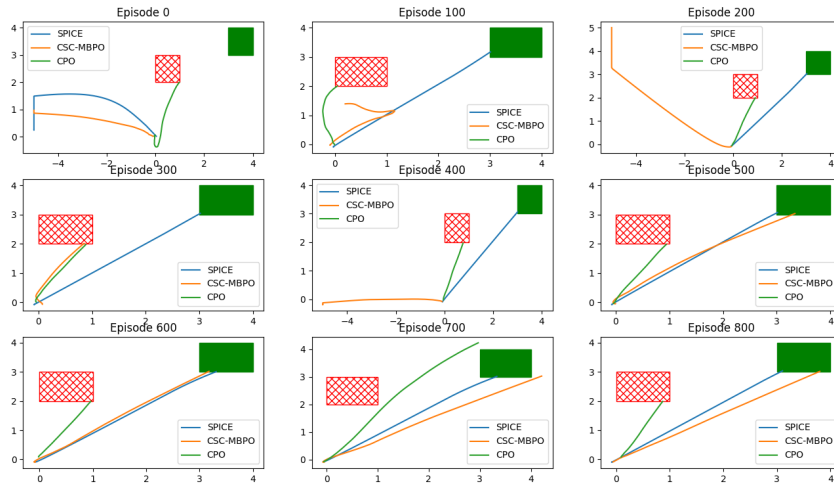 Episode 0
4
3
2
1
0
−4
−2
0
2
4
SPICE
CSC-MBPO
CPO
Episode 100
4
3
2
1
0
0
1
2
3
4
SPICE
CSC-MBPO
CPO
Episode 200
5
4
3
2
1
0
−4
−2
0
2
4
SPICE
CSC-MBPO
CPO
Episode 300
4
3
2
1
0
0
1
2
3
4
SPICE
CSC-MBPO
CPO
Episode 400
4
3
2
1
0
−4
−2
0
2
4
SPICE
CSC-MBPO
CPO
Episode 500
4
3
2
1
0
0
1
2
3
4
SPICE
CSC-MBPO
CPO
Episode 600
4
3
2
1
0
0
1
2
3
4
SPICE
CSC-MBPO
CPO
Episode 700
4
3
2
1
0
0
1
2
3
4
SPICE
CSC-MBPO
CPO
Episode 800
4
3
2
1
0
0
1
2
3
4
SPICE
CSC-MBPO
CPO